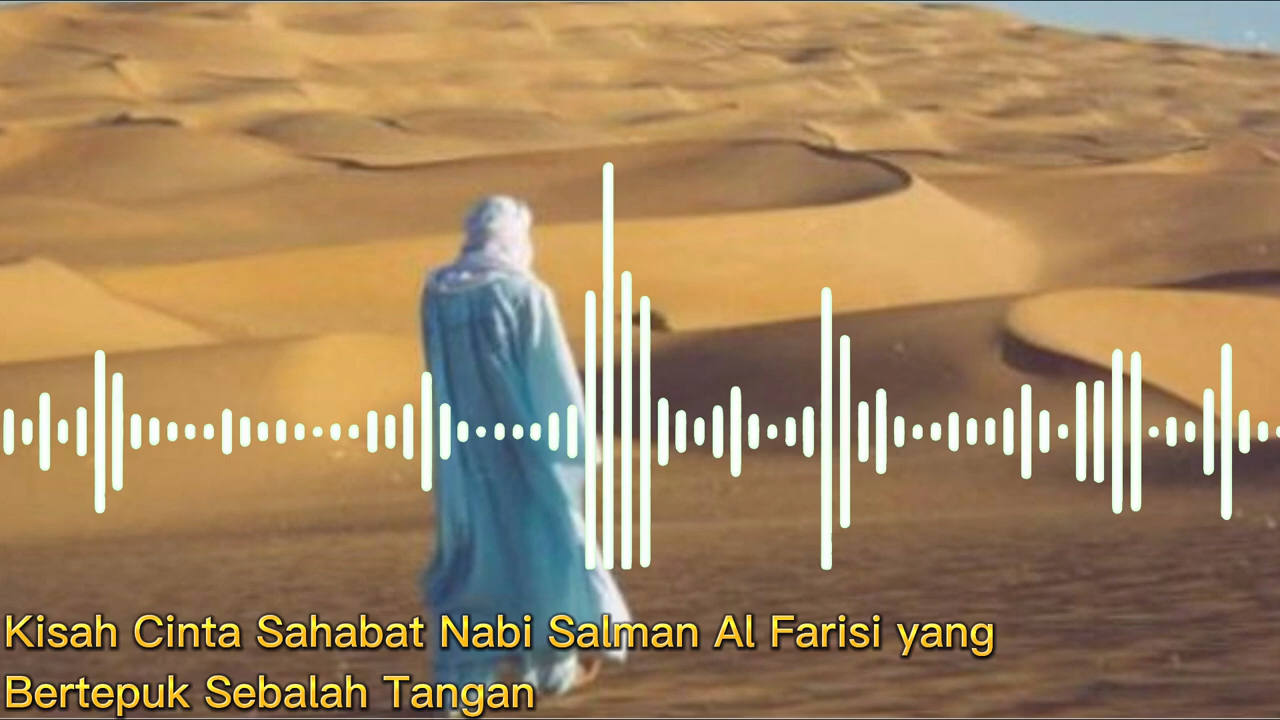 Kisah Cinta Sahabat Nabi Salman Al Farisi yang
Bertepuk Sebalah Tangan